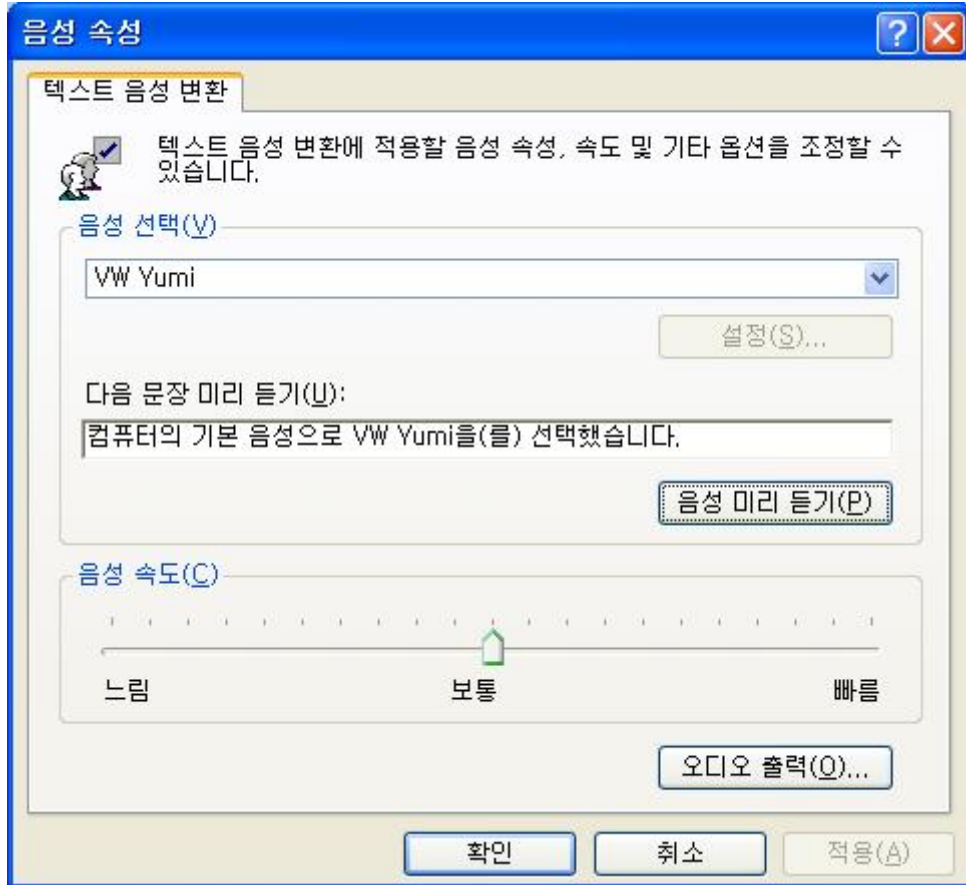 음성 속성
텍스트 음성 변환
텍스트 음성 변환에 적용할 음성 속성, 속도 및 기타 옵션을 조정할 수
있습니다.
음성 선택(V)
VW Yumi
설정(S)...
다음 문장 미리 듣기(U):
컴퓨터의 기본 음성으로 VW Yumi을(를) 선택했습니다.
음성 미리 듣기(P)
음성 속도(C)
느림 보통 빠름
오디오 출력(O)...
확인 취소 적용(A)